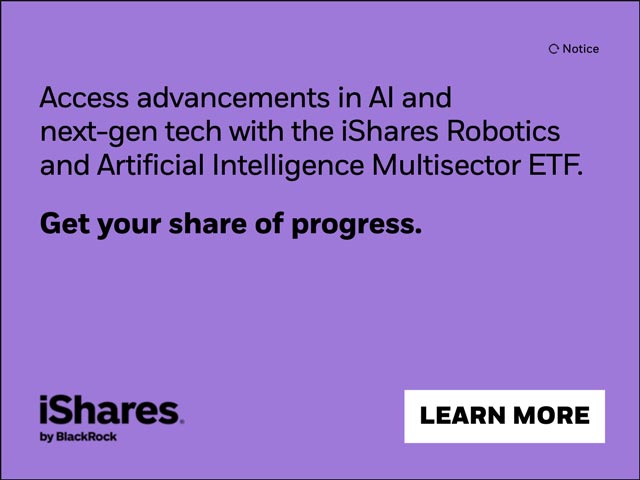 Notice
Access advancements in AI and
next-gen tech with the iShares Robotics
and Artificial Intelligence Multisector ETF.
Get your share of progress.
iShares®
by BlackRock
LEARN MORE